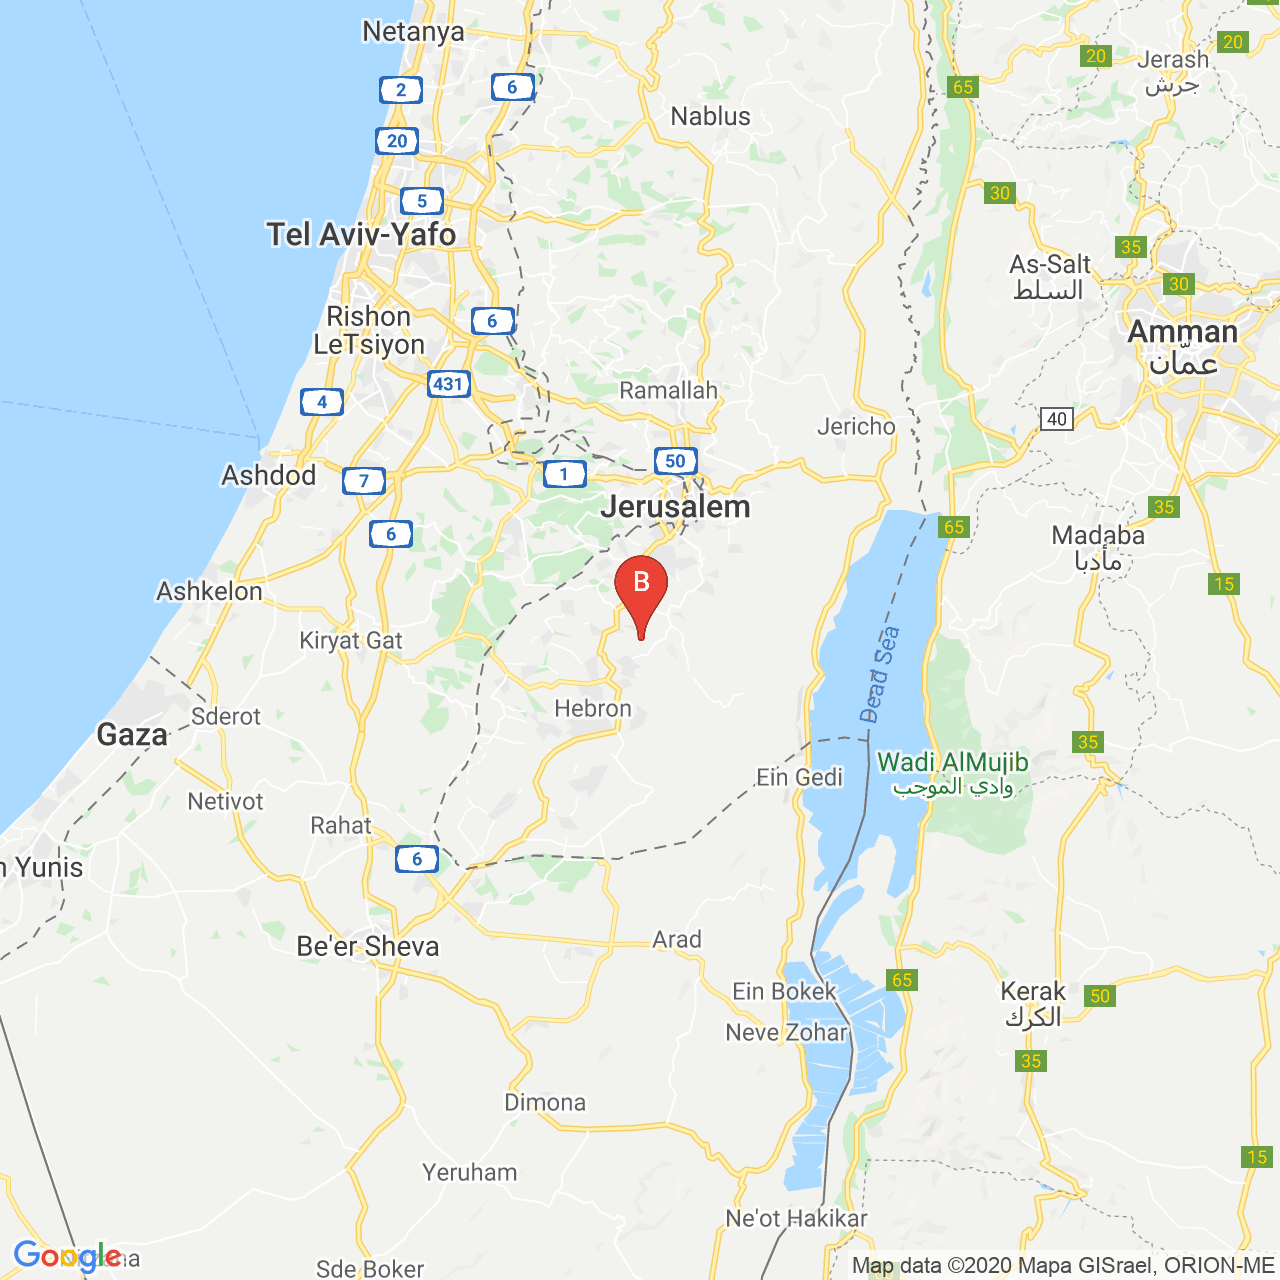 Netanya
Jerash
جرش
20
20
2
6
65
Nablus
20
5
30
Tel Aviv-Yafo
35
As-Salt
السلط
30
Rishon
LeTsiyon
6
Amman
عمّان
431
4
Ramallah
40
Jericho
50
Ashdod
7
1
Jerusalem
35
6
65
Madaba
مأدبا
B
15
Ashkelon
Kiryat Gat
Dead Sea
Hebron
Sderot
Gaza
35
Wadi AlMujib
وادي الموجب
Ein Gedi
Netivot
Rahat
6
n Yunis
Arad
Be'er Sheva
65
Ein Bokek
Kerak
الكرك
50
Neve Zohar
35
Dimona
15
Yeruham
Ne'ot Hakikar
Google
Sde Boker
Map data ©2020 Mapa GISrael, ORION-ME